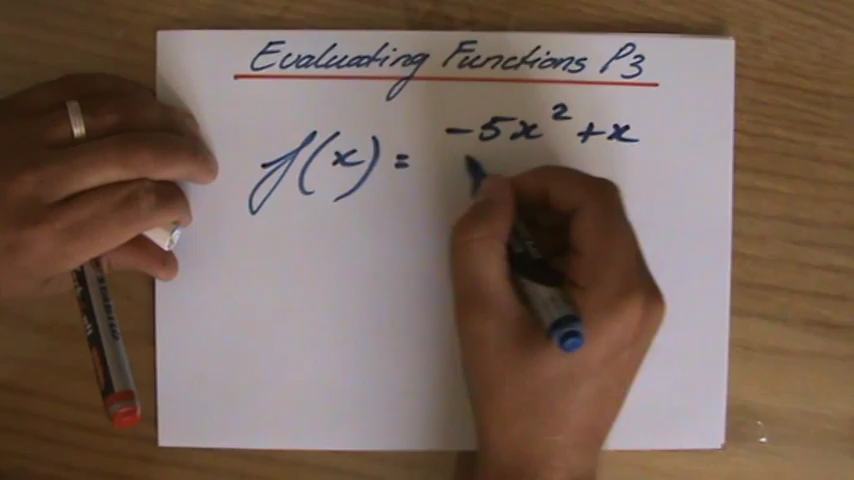 Evaluating Functions P3
f(x) = -5x² + x